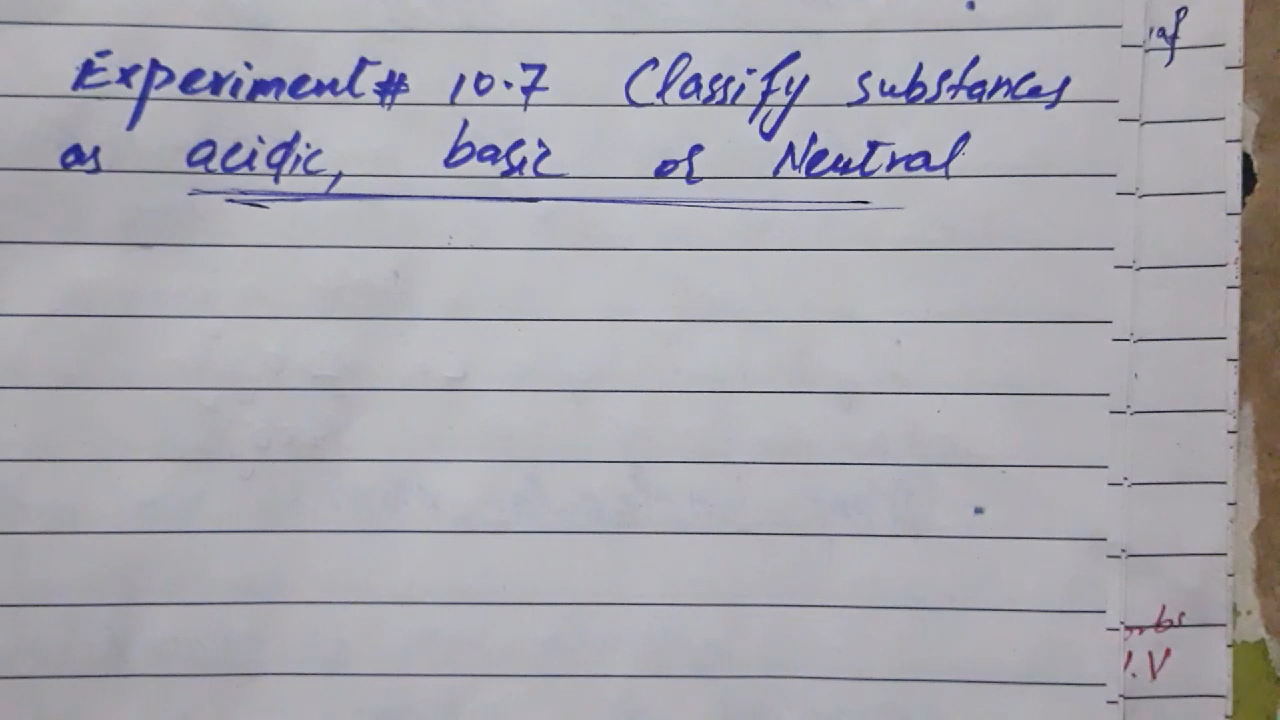 Experiment# 10.7 Classify substances
as acidic, basic or Neutral